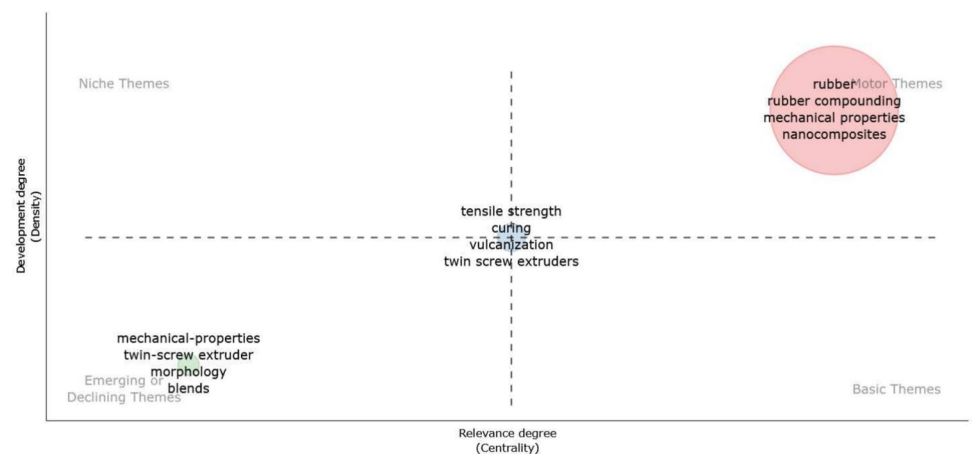 Niche Themes
Motor Themes
rubber
rubber compounding
mechanical properties
nanocomposites
Development degree
(Density)
tensile strength
curing
vulcanization
twin screw extruders
mechanical-properties
twin-screw extruder
morphology
blends
Emerging or
Declining Themes
Basic Themes
Relevance degree
(Centrality)